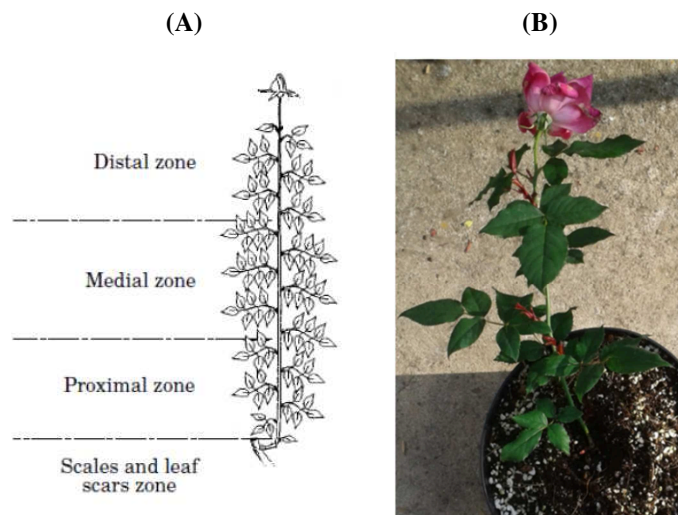 (A)
(B)
Distal zone
Medial zone
Proximal zone
Scales and leaf
scars zone